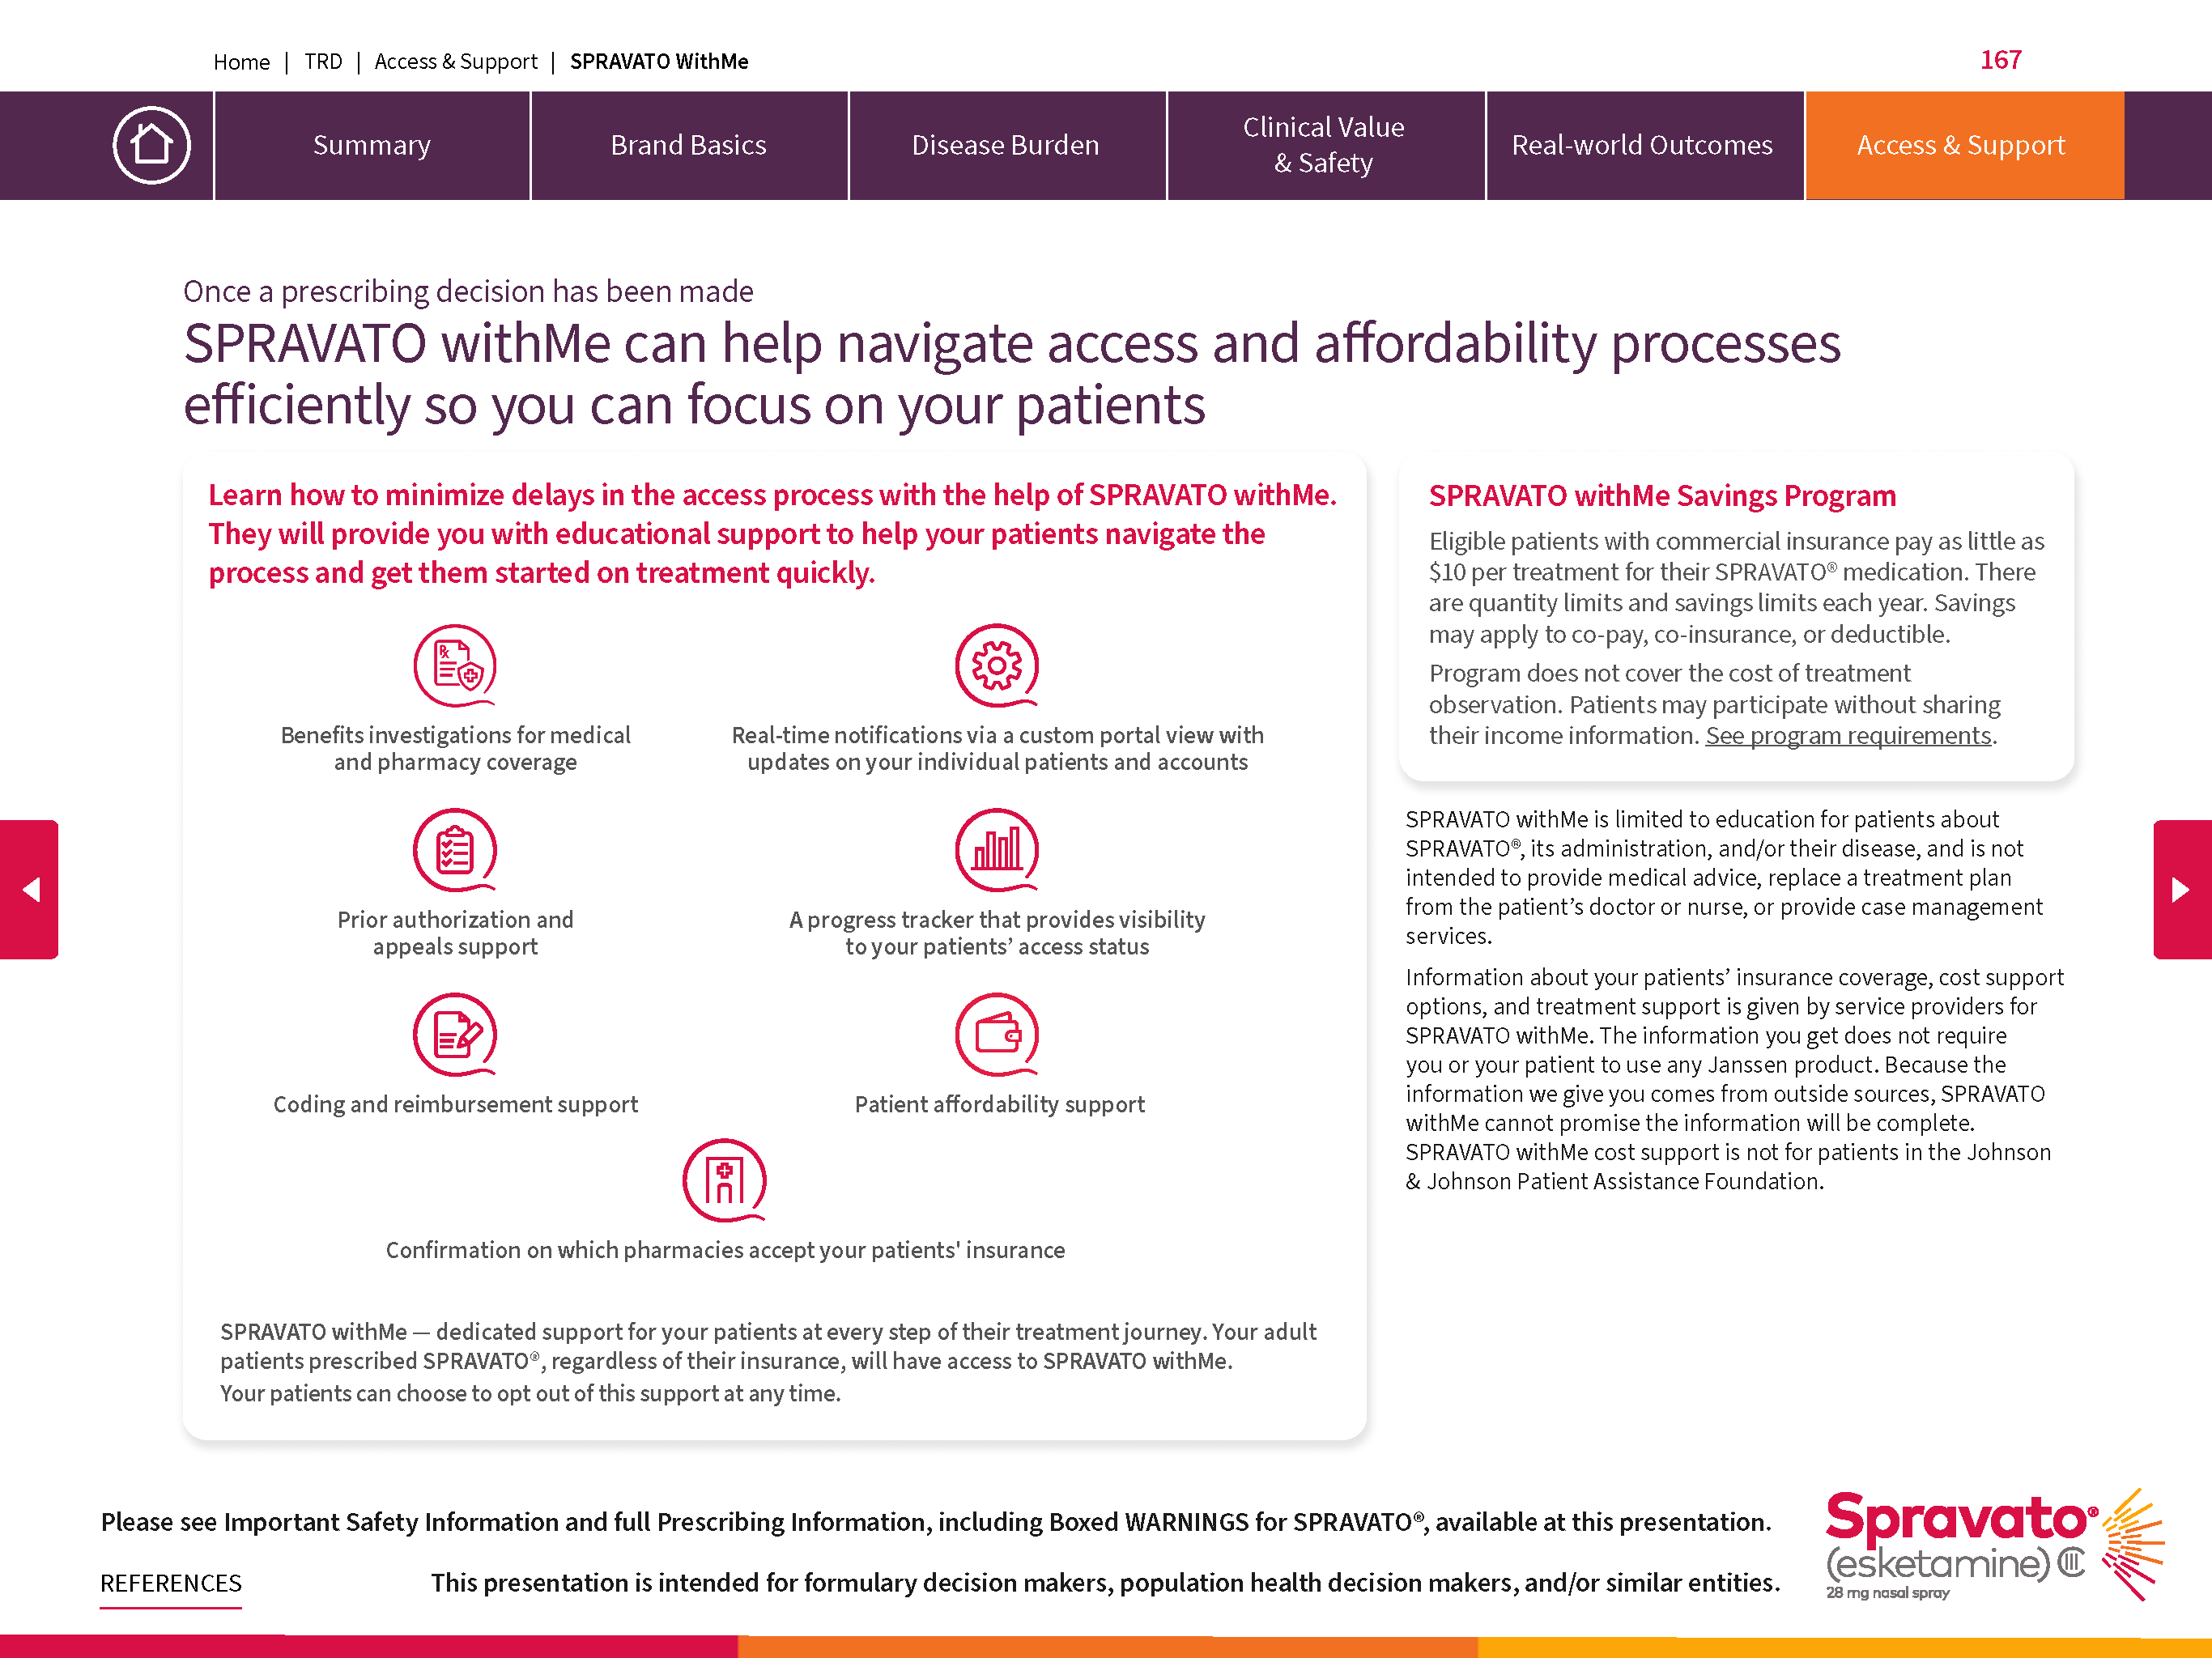 Home | TRD | Access & Support | SPRAVATO WithMe
167
Summary
Brand Basics
Disease Burden
Clinical Value
& Safety
Real-world Outcomes
Access & Support
Once a prescribing decision has been made
SPRAVATO withMe can help navigate access and affordability processes
efficiently so you can focus on your patients
Learn how to minimize delays in the access process with the help of SPRAVATO withMe.
They will provide you with educational support to help your patients navigate the
process and get them started on treatment quickly.
Rx
Benefits investigations for medical
and pharmacy coverage
Real-time notifications via a custom portal view with
updates on your individual patients and accounts
Prior authorization and
appeals support
A progress tracker that provides visibility
to your patients’ access status
Coding and reimbursement support
Patient affordability support
Confirmation on which pharmacies accept your patients' insurance
SPRAVATO withMe — dedicated support for your patients at every step of their treatment journey. Your adult
patients prescribed SPRAVATO®, regardless of their insurance, will have access to SPRAVATO withMe.
Your patients can choose to opt out of this support at any time.
SPRAVATO withMe Savings Program
Eligible patients with commercial insurance pay as little as
$10 per treatment for their SPRAVATO® medication. There
are quantity limits and savings limits each year. Savings
may apply to co-pay, co-insurance, or deductible.
Program does not cover the cost of treatment
observation. Patients may participate without sharing
their income information. See program requirements.
SPRAVATO withMe is limited to education for patients about
SPRAVATO®, its administration, and/or their disease, and is not
intended to provide medical advice, replace a treatment plan
from the patient’s doctor or nurse, or provide case management
services.
Information about your patients’ insurance coverage, cost support
options, and treatment support is given by service providers for
SPRAVATO withMe. The information you get does not require
you or your patient to use any Janssen product. Because the
information we give you comes from outside sources, SPRAVATO
withMe cannot promise the information will be complete.
SPRAVATO withMe cost support is not for patients in the Johnson
& Johnson Patient Assistance Foundation.
Please see Important Safety Information and full Prescribing Information, including Boxed WARNINGS for SPRAVATO®, available at this presentation.
REFERENCES
This presentation is intended for formulary decision makers, population health decision makers, and/or similar entities.
Spravato®
(esketamine) CIII
28 mg nasal spray